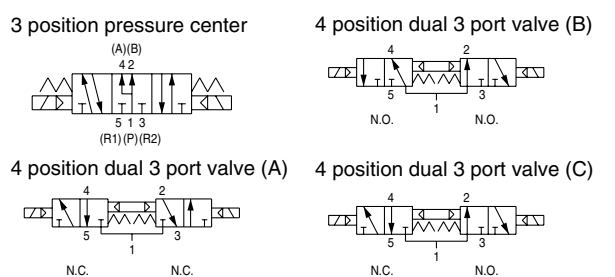 3 position pressure center
(A)(B)
4 2
5 1 3
(R1)(P)(R2)
4 position dual 3 port valve (B)
4 2
5 3
1
N.O. N.O.
4 position dual 3 port valve (A)
4 2
5 3
1
N.C. N.C.
4 position dual 3 port valve (C)
4 2
5 3
1
N.C. N.O.